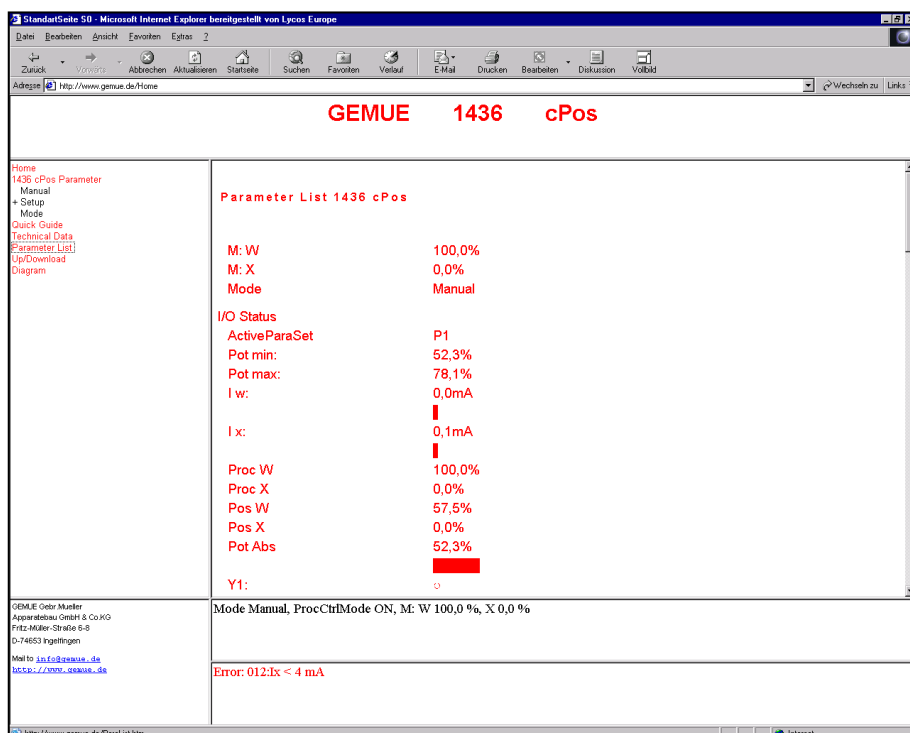 StandartSeite S0 - Microsoft Internet Explorer bereitgestellt von Lycos Europe
Datei Bearbeiten Ansicht Favoriten Extras ?
Zurück Vorwärts Abbrechen Aktualisieren Startseite Suchen Favoriten Verlauf E-Mail Drucken Bearbeiten Diskussion Vollbild
Adresse http://www.gemue.de/Home Wechseln zu Links
GEMUE 1436 cPos
Home
1436 cPos Parameter
Manual
+ Setup
Mode
Quick Guide
Technical Data
Parameter List
Up/Download
Diagram
Parameter List 1436 cPos
M: W 100,0%
M: X 0,0%
Mode Manual
I/O Status
ActiveParaSet P1
Pot min: 52,3%
Pot max: 78,1%
I w: 0,0mA
I x: 0,1mA
Proc W 100,0%
Proc X 0,0%
Pos W 57,5%
Pos X 0,0%
Pot Abs 52,3%
Y1:
GEMUE Gebr.Mueller
Apparatebau GmbH & Co.KG
Fritz-Müller-Straße 6-8
D-74653 Ingelfingen
Mail to info@gemue.de
http://www.gemue.de
Mode Manual, ProcCtrlMode ON, M: W 100,0 %, X 0,0 %
Error: 012:Ix < 4 mA